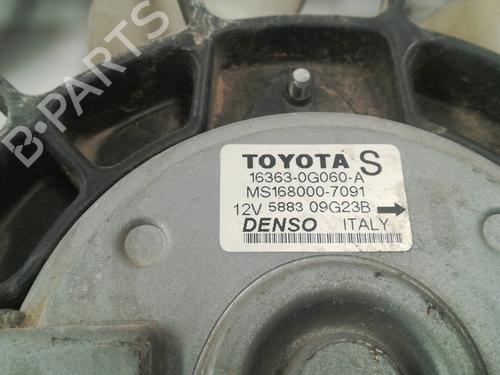 B-PARTS
TOYOTA S
16363-0G060-A
MS168000-7091
12V 5883 09G23B
DENSO ITALY